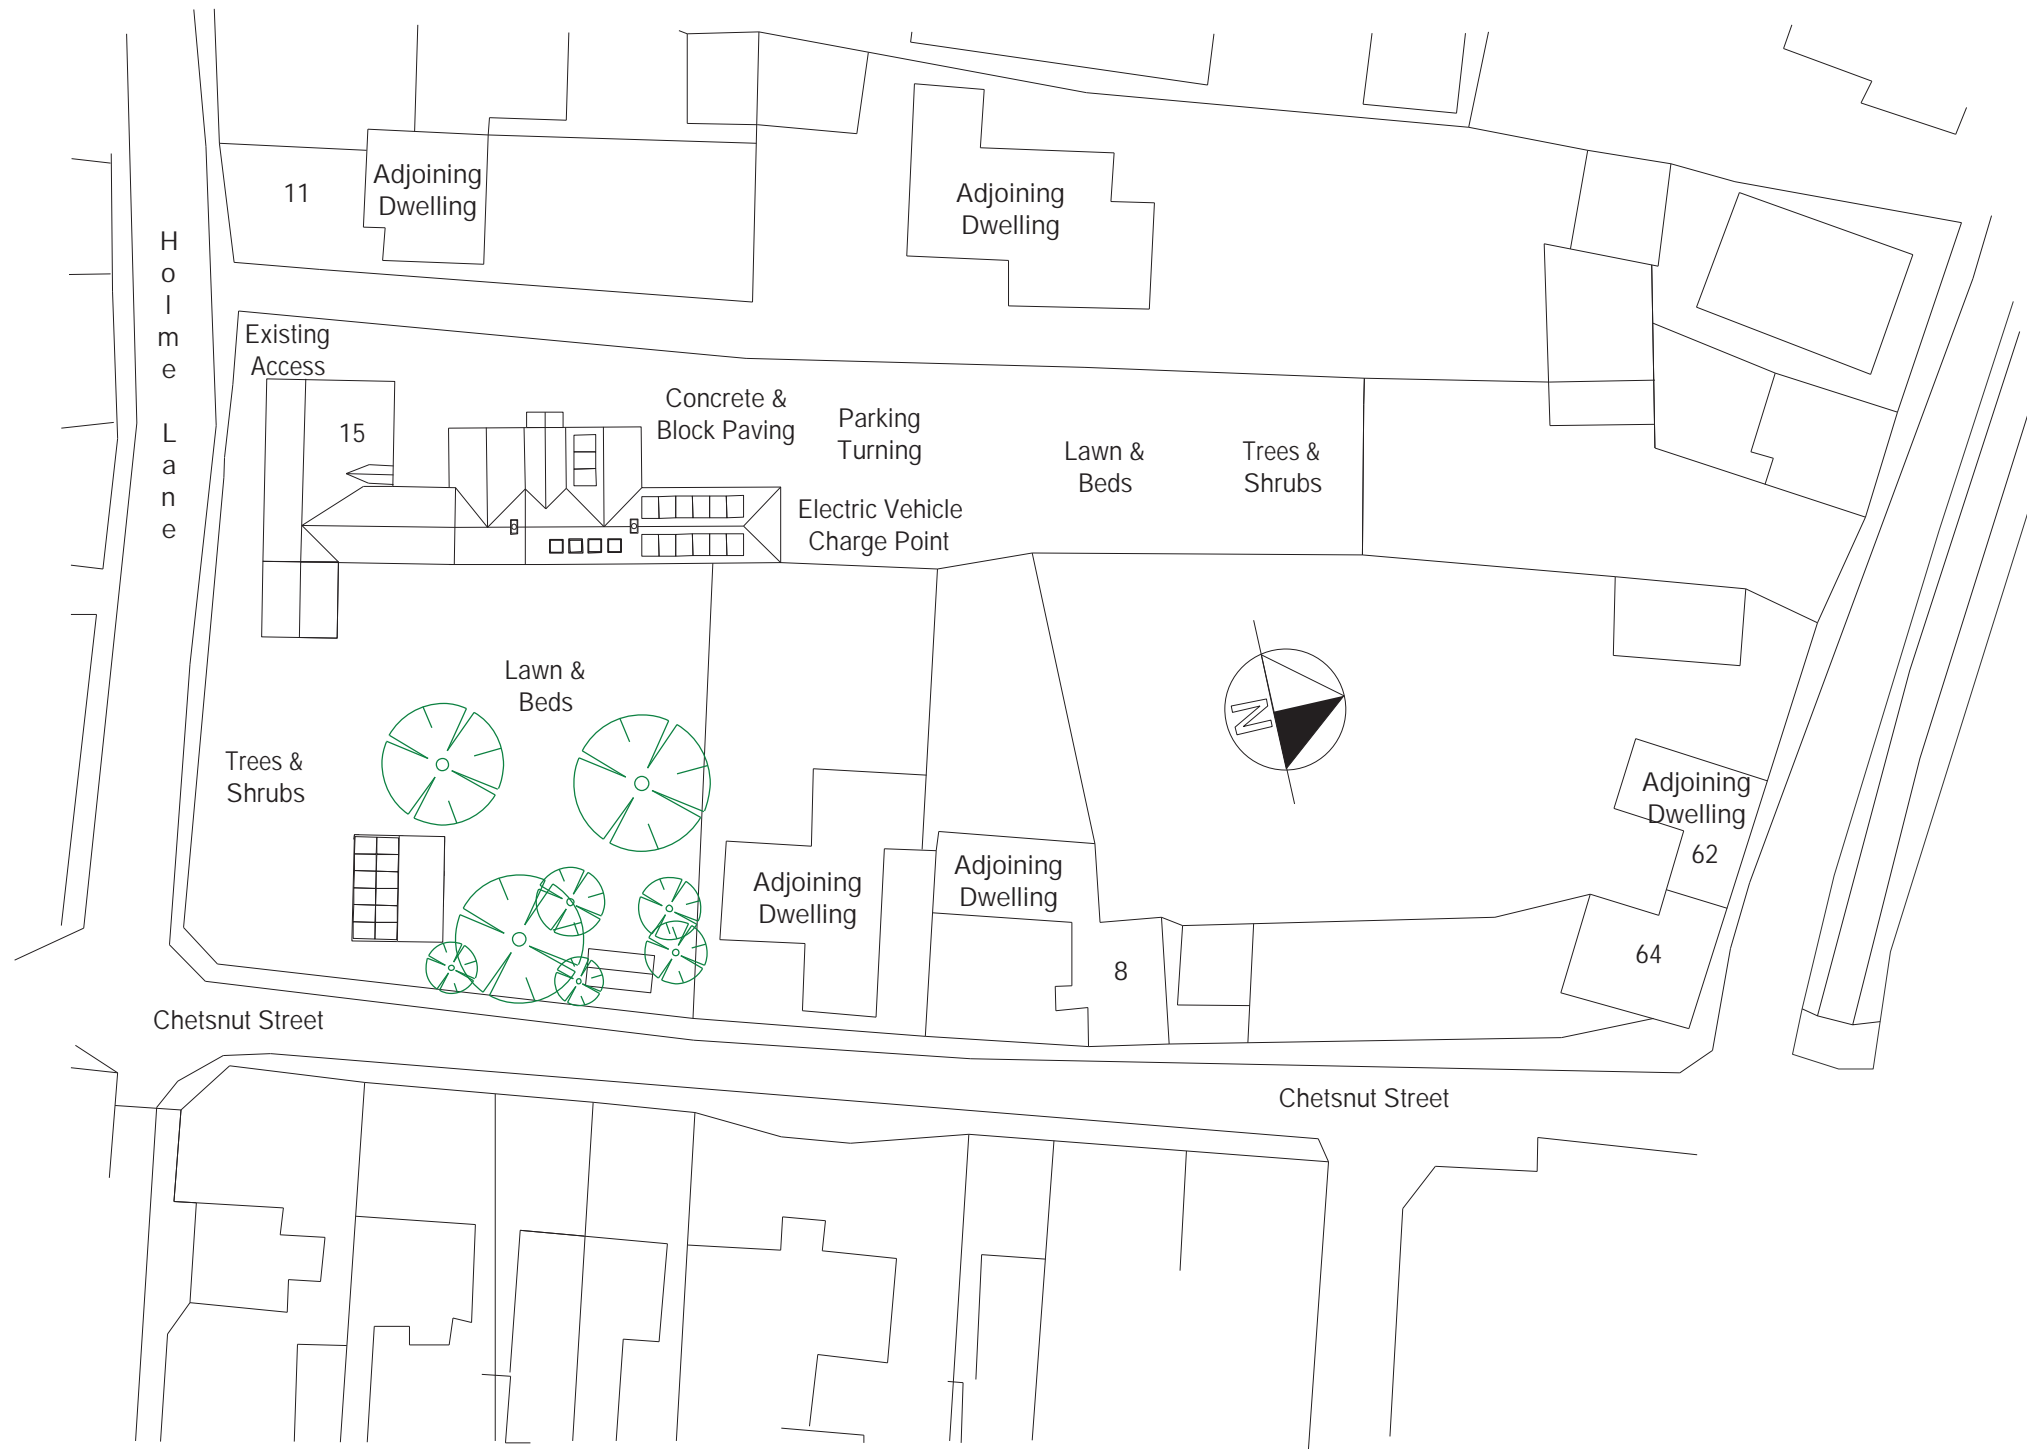 11
Adjoining
Dwelling
Adjoining
Dwelling
Holme Lane
Existing
Access
15
Concrete &
Block Paving
Parking
Turning
Lawn &
Beds
Trees &
Shrubs
Electric Vehicle
Charge Point
Lawn &
Beds
Trees &
Shrubs
N
Adjoining
Dwelling
62
Adjoining
Dwelling
Adjoining
Dwelling
8
64
Chetsnut Street
Chetsnut Street